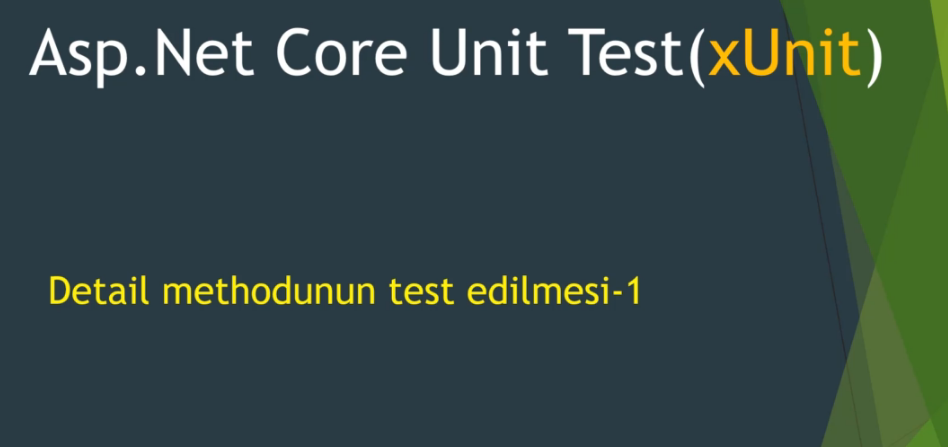 Asp.Net Core Unit Test(xUnit)
Detail methodunun test edilmesi-1